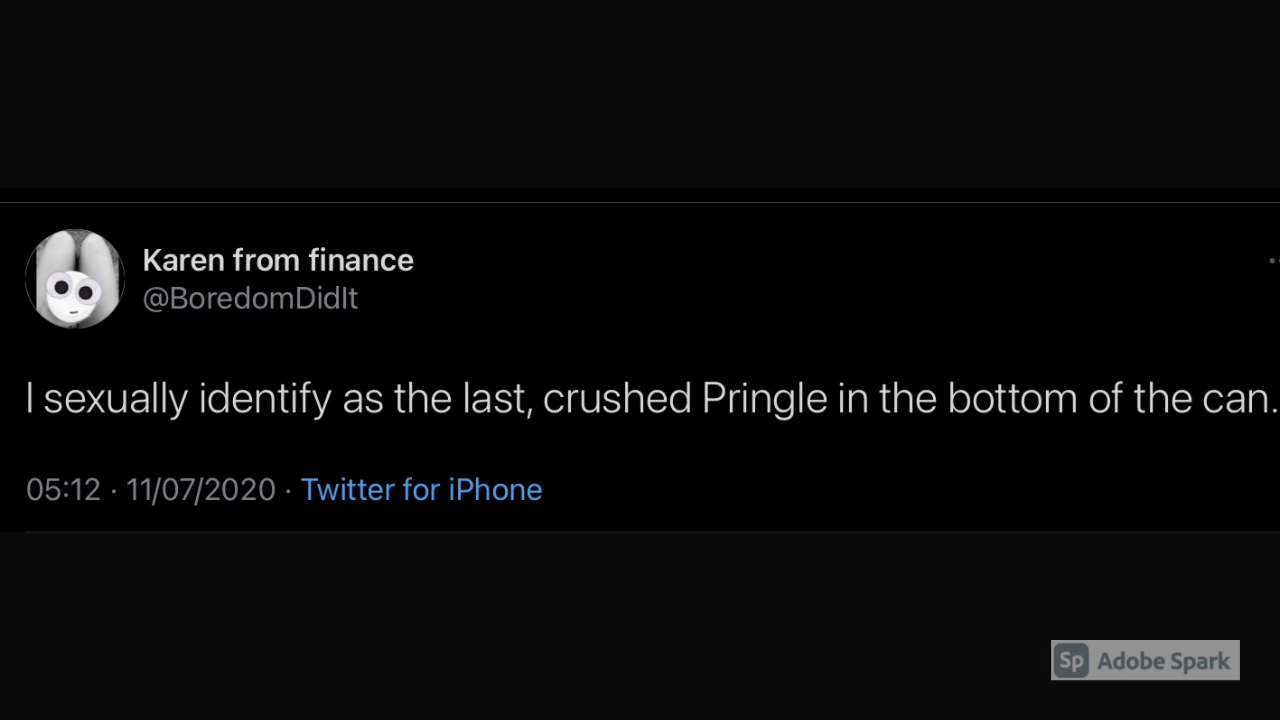 Karen from finance
@BoredomDidIt
I sexually identify as the last, crushed Pringle in the bottom of the can.
05:12 · 11/07/2020 · Twitter for iPhone
Sp Adobe Spark